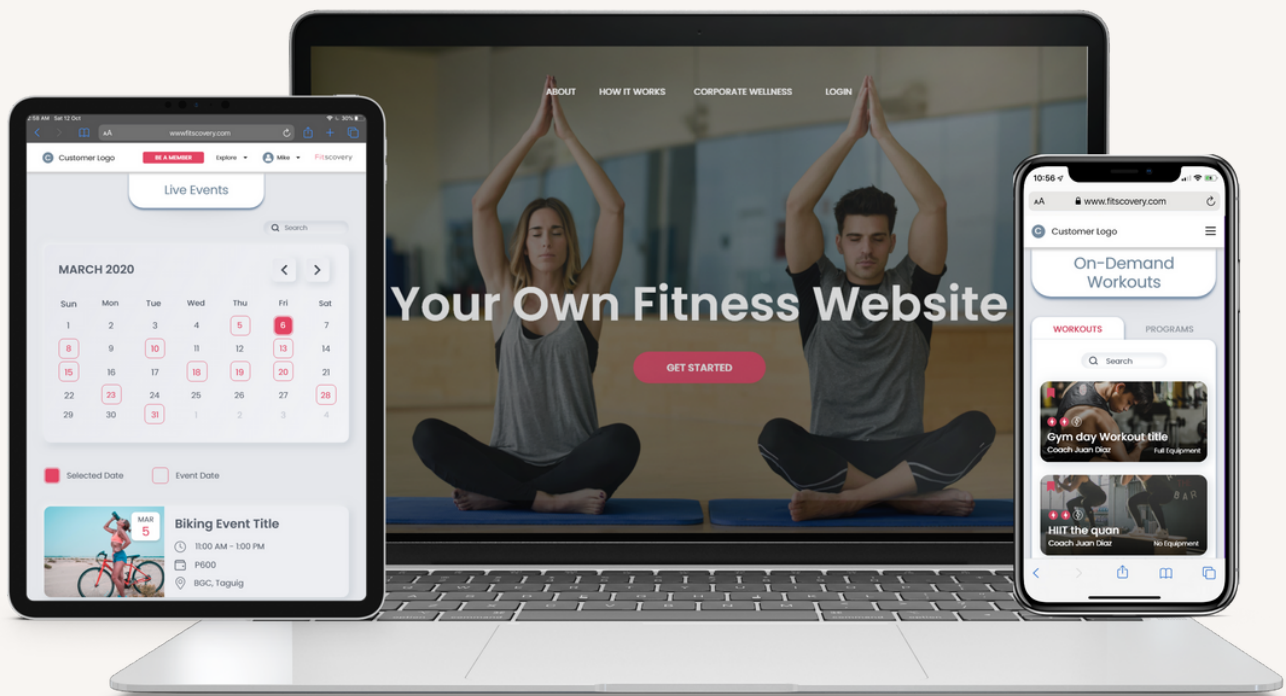 ABOUT HOW IT WORKS CORPORATE WELLNESS LOGIN
Your Own Fitness Website
GET STARTED
:58 AM Sat 12 Oct 30%
AA www.fitscovery.com
C Customer Logo BE A MEMBER Explore Mike Fitscovery
Live Events
Search
MARCH 2020
Sun Mon Tue Wed Thu Fri Sat
1 2 3 4 5 6 7
8 9 10 11 12 13 14
15 16 17 18 19 20 21
22 23 24 25 26 27 28
29 30 31 1 2 3 4
Selected Date Event Date
MAR
5
Biking Event Title
11:00 AM - 1:00 PM
P600
BGC, Taguig
10:56
AA www.fitscovery.com
C Customer Logo
On-Demand
Workouts
WORKOUTS PROGRAMS
Search
Gym day Workout title
Coach Juan Diaz Full Equipment
BAR
HIIT the quan
Coach Juan Diaz No Equipment